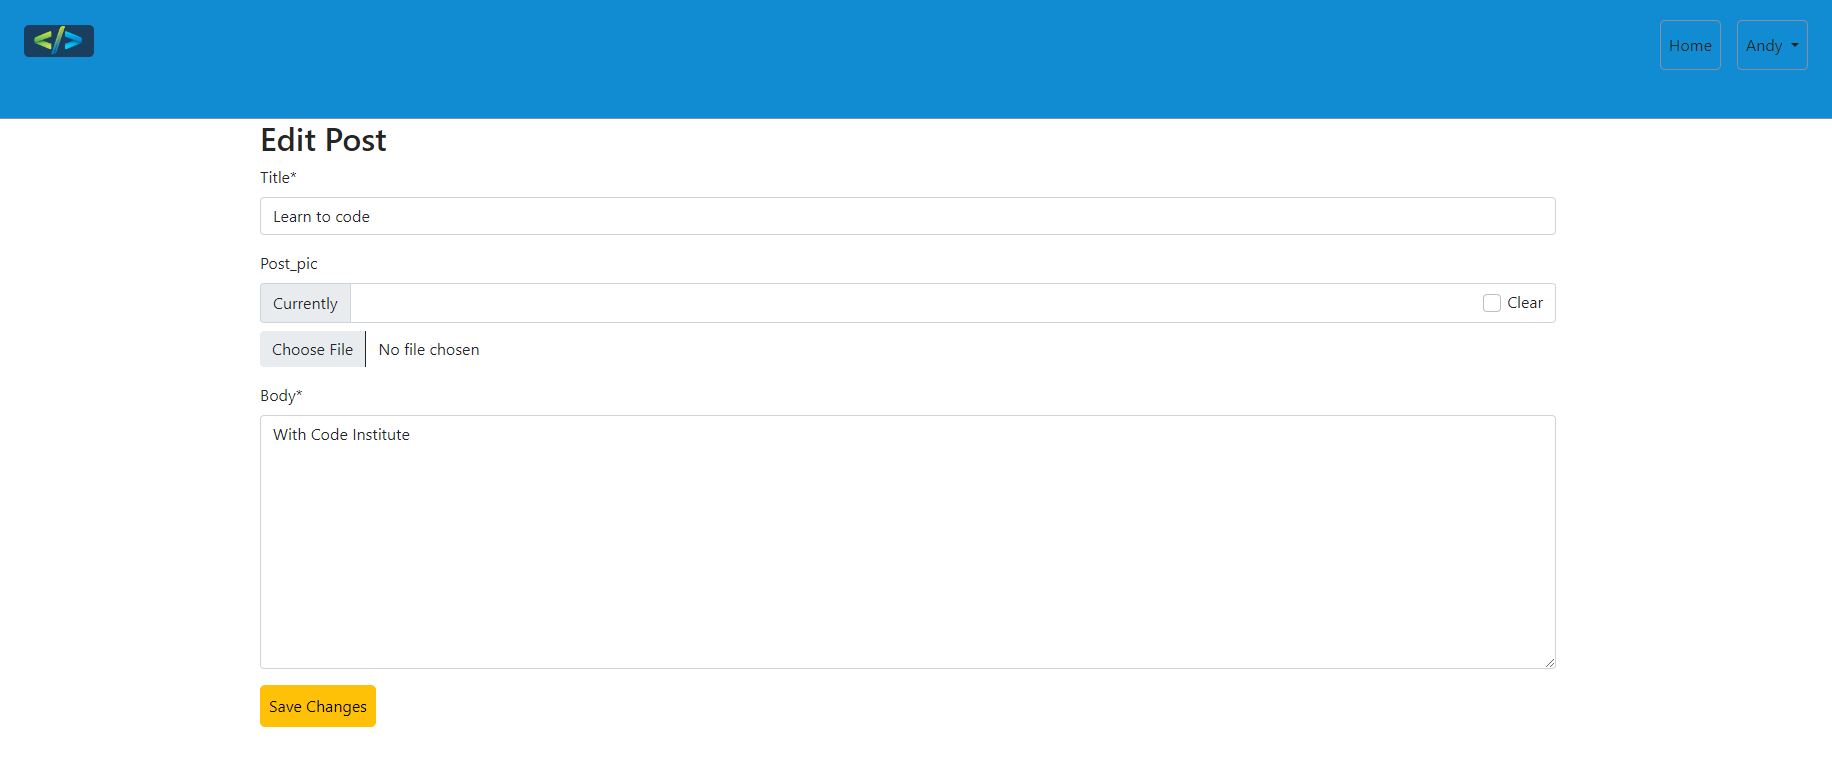 </>
Home
Andy
Edit Post
Title*
Learn to code
Post_pic
Currently
Clear
Choose File No file chosen
Body*
With Code Institute
Save Changes